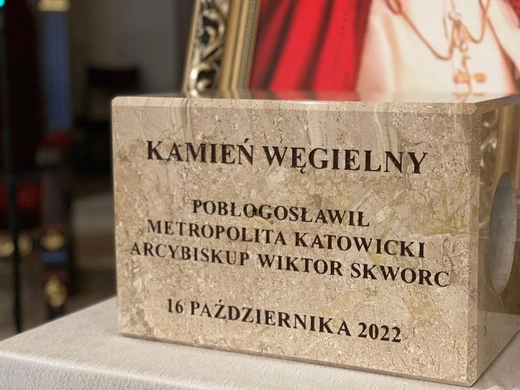 KAMIEŃ WĘGIELNY
POBŁOGOSŁAWIŁ
METROPOLITA KATOWICKI
ARCYBISKUP WIKTOR SKWORC
16 PAŹDZIERNIKA 2022